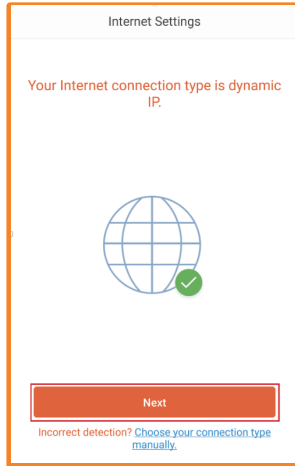 Internet Settings
Your Internet connection type is dynamic
IP.
Next
Incorrect detection? Choose your connection type
manually.